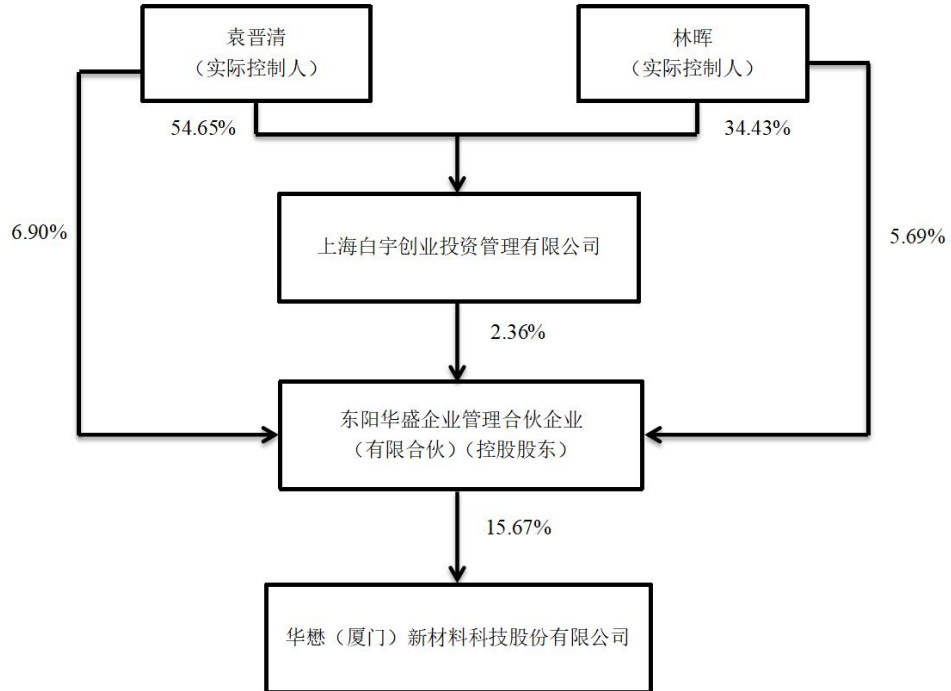 袁晋清
（实际控制人）
林晖
（实际控制人）
54.65%
34.43%
6.90%
5.69%
上海白宇创业投资管理有限公司
2.36%
东阳华盛企业管理合伙企业
（有限合伙）（控股股东）
15.67%
华懋（厦门）新材料科技股份有限公司